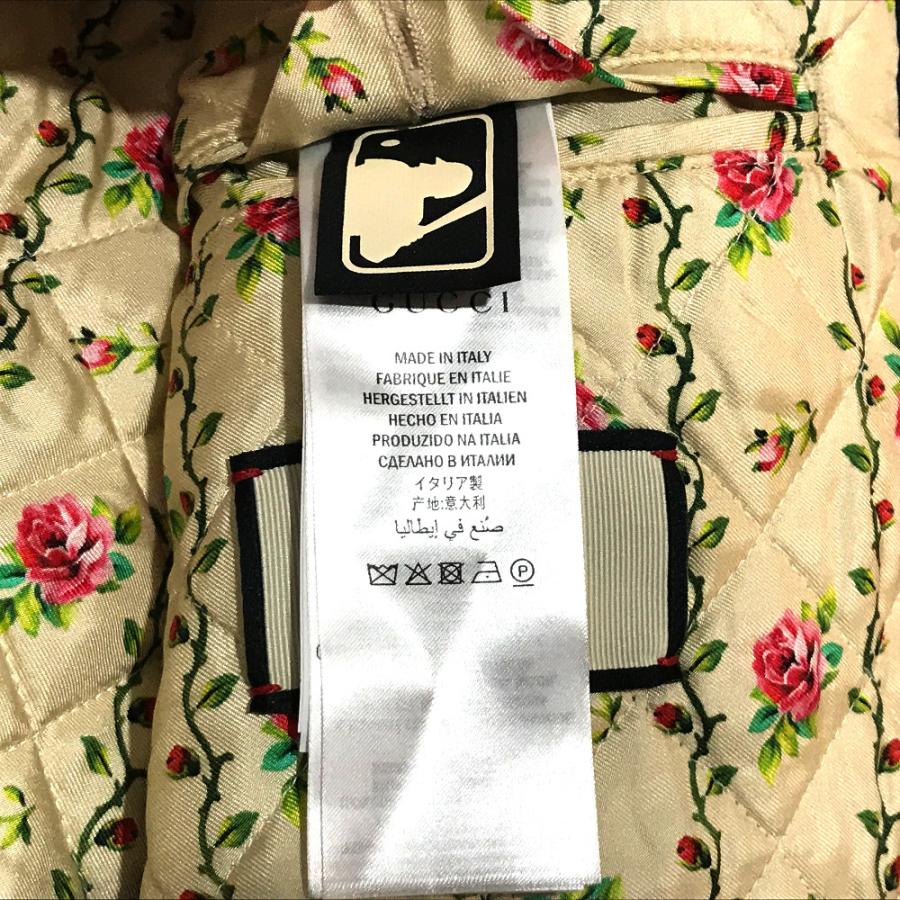 GUCCI
MADE IN ITALY
FABRIQUE EN ITALIE
HERGESTELLT IN ITALIEN
HECHO EN ITALIA
PRODUZIDO NA ITALIA
СДЕЛАНО В ИТАЛИИ
イタリア製
产地:意大利
صُنع في إيطاليا
P